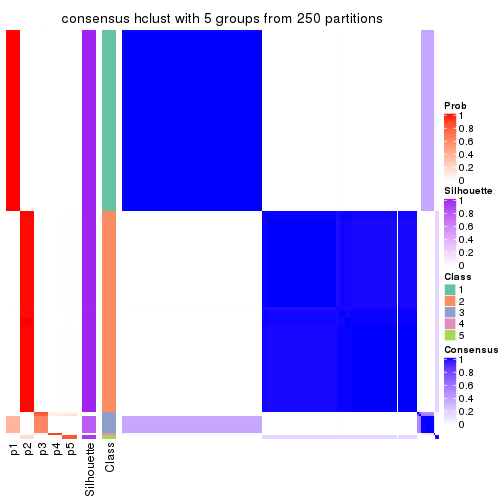 consensus hclust with 5 groups from 250 partitions
Prob
1
0.8
0.6
0.4
0.2
0
Silhouette
1
0.8
0.6
0.4
0.2
0
Class
1
2
3
4
5
Consensus
1
0.8
0.6
0.4
0.2
0
p1
p2
p3
p4
p5
Silhouette
Class